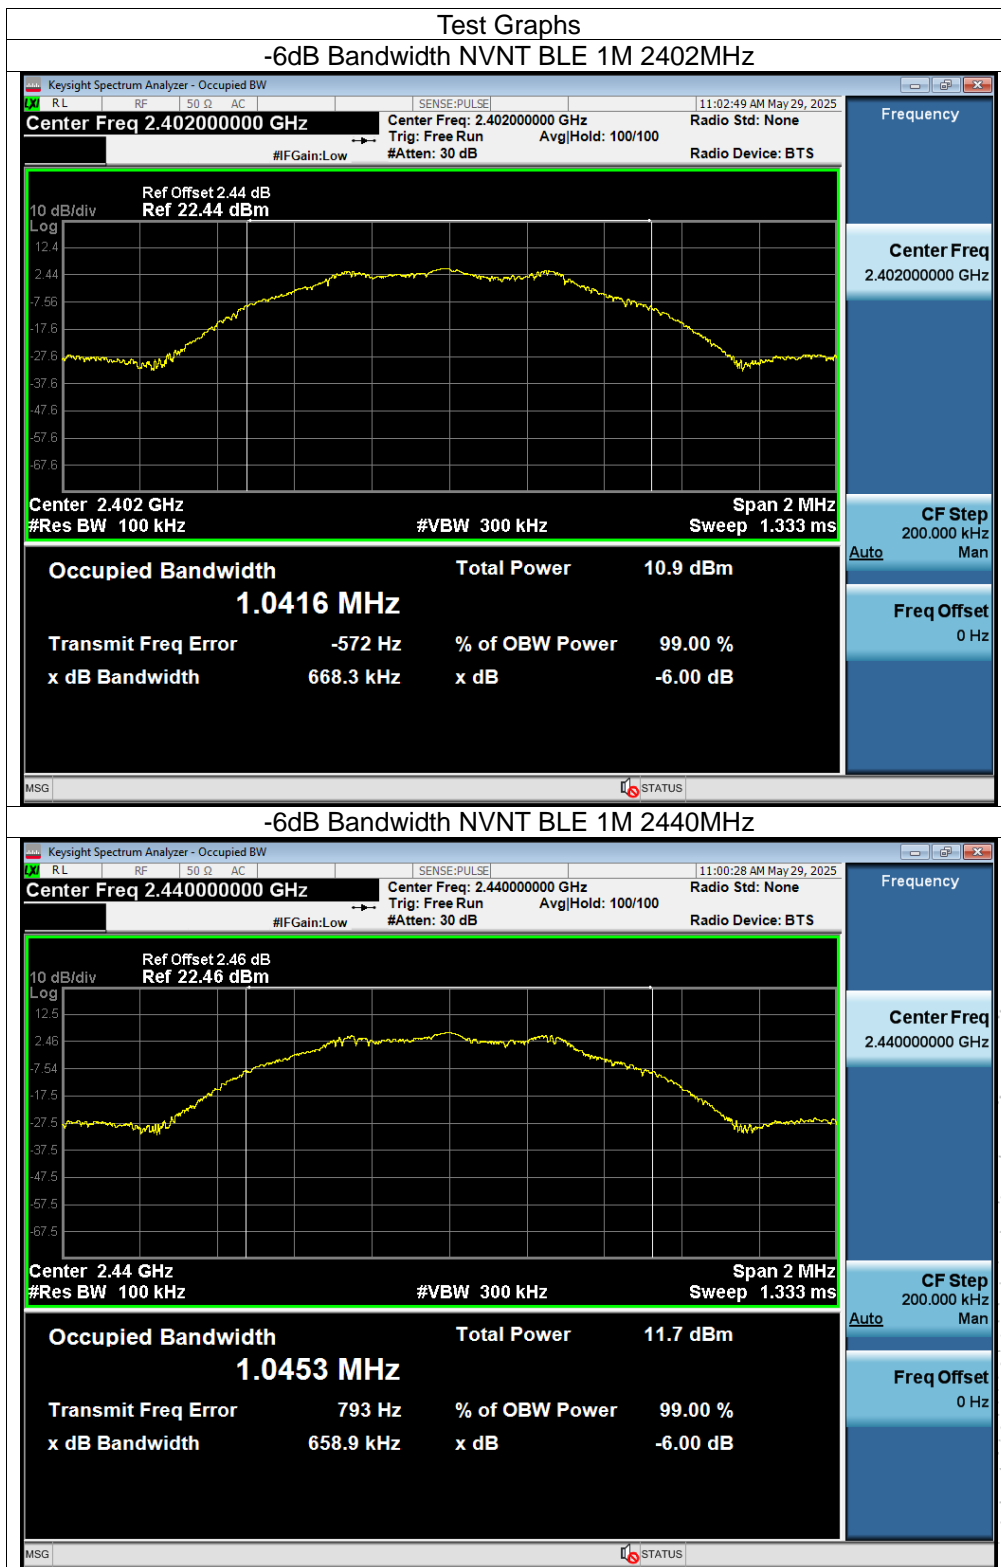 Test Graphs
-6dB Bandwidth NVNT BLE 1M 2402MHz
Keysight Spectrum Analyzer - Occupied BW
LXI RL RF 50 Ω AC SENSE:PULSE 11:02:49 AM May 29, 2025
Center Freq 2.402000000 GHz Center Freq: 2.402000000 GHz Radio Std: None
Trig: Free Run Avg|Hold: 100/100
#IFGain:Low #Atten: 30 dB Radio Device: BTS
Frequency
Ref Offset 2.44 dB
10 dB/div Ref 22.44 dBm
Log
12.4
2.44
-7.56
-17.6
-27.6
-37.6
-47.6
-57.6
-67.6
Center Freq
2.402000000 GHz
Center 2.402 GHz Span 2 MHz
#Res BW 100 kHz #VBW 300 kHz Sweep 1.333 ms
CF Step
200.000 kHz
Auto Man
Occupied Bandwidth Total Power 10.9 dBm
1.0416 MHz
Freq Offset
0 Hz
Transmit Freq Error -572 Hz % of OBW Power 99.00 %
x dB Bandwidth 668.3 kHz x dB -6.00 dB
MSG STATUS
-6dB Bandwidth NVNT BLE 1M 2440MHz
Keysight Spectrum Analyzer - Occupied BW
LXI RL RF 50 Ω AC SENSE:PULSE 11:00:28 AM May 29, 2025
Center Freq 2.440000000 GHz Center Freq: 2.440000000 GHz Radio Std: None
Trig: Free Run Avg|Hold: 100/100
#IFGain:Low #Atten: 30 dB Radio Device: BTS
Frequency
Ref Offset 2.46 dB
10 dB/div Ref 22.46 dBm
Log
12.5
2.46
-7.54
-17.5
-27.5
-37.5
-47.5
-57.5
-67.5
Center Freq
2.440000000 GHz
Center 2.44 GHz Span 2 MHz
#Res BW 100 kHz #VBW 300 kHz Sweep 1.333 ms
CF Step
200.000 kHz
Auto Man
Occupied Bandwidth Total Power 11.7 dBm
1.0453 MHz
Freq Offset
0 Hz
Transmit Freq Error 793 Hz % of OBW Power 99.00 %
x dB Bandwidth 658.9 kHz x dB -6.00 dB
MSG STATUS